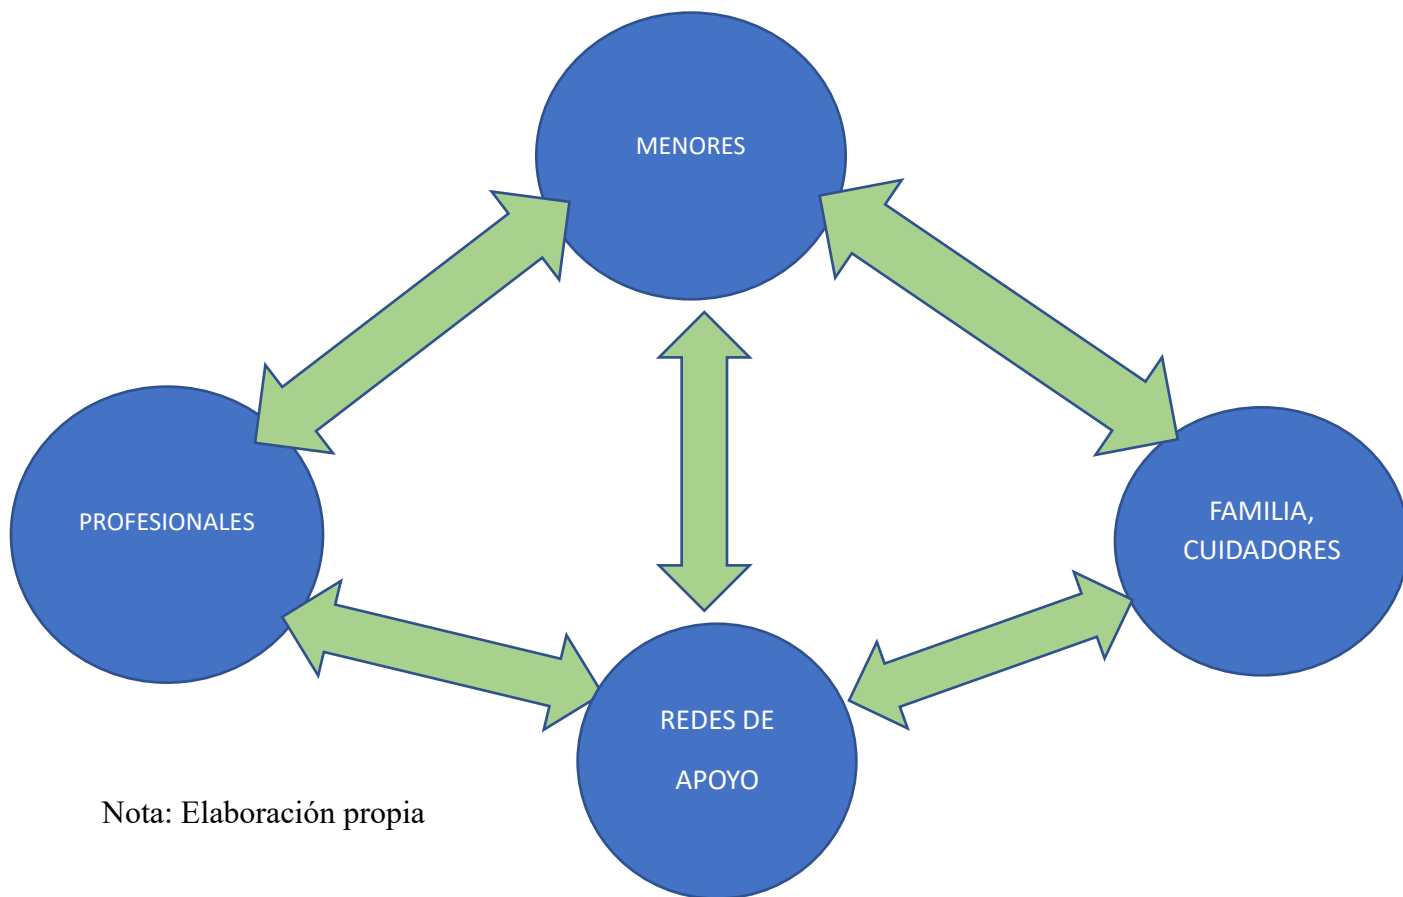 MENORES
PROFESIONALES
FAMILIA,
CUIDADORES
REDES DE
APOYO
Nota: Elaboración propia